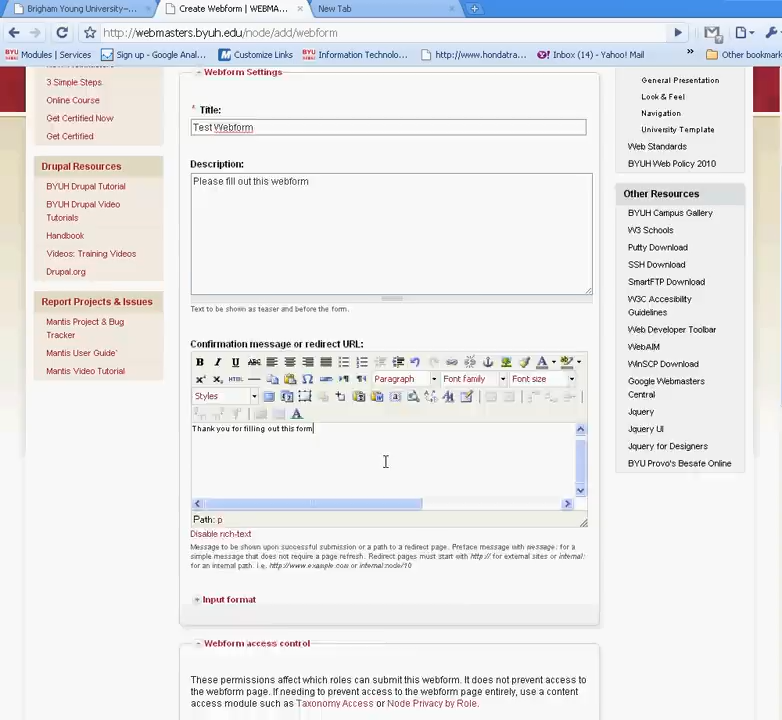 Brigham Young University-...
Create Webform | WEBMA...
New Tab
http://webmasters.byuh.edu/node/add/webform
BYU Modules | Services
Sign up - Google Anal...
Customize Links
BYU Information Technolo...
http://www.hondatra...
Inbox (14) - Yahoo! Mail
»
Other bookmark
3 Simple Steps
Online Course
Get Certified Now
Get Certified
Drupal Resources
BYUH Drupal Tutorial
BYUH Drupal Video
Tutorials
Handbook
Videos: Training Videos
Drupal.org
Report Projects & Issues
Mantis Project & Bug
Tracker
Mantis User Guide'
Mantis Video Tutorial
Webform Settings
* Title:
Test Webform
Description:
Please fill out this webform
Text to be shown as teaser and before the form.
Confirmation message or redirect URL:
B I U ABC
HTML Paragraph Font family Font size
Styles
Thank you for filling out this form
Path: p
Disable rich-text
Message to be shown upon successful submission or a path to a redirect page. Preface message with message: for a
simple message that does not require a page refresh. Redirect pages must start with http:// for external sites or internal:
for an internal path. i.e. http://www.example.com or internal:node/10
Input format
Webform access control
These permissions affect which roles can submit this webform. It does not prevent access to
the webform page. If needing to prevent access to the webform page entirely, use a content
access module such as Taxonomy Access or Node Privacy by Role.
General Presentation
Look & Feel
Navigation
University Template
Web Standards
BYUH Web Policy 2010
Other Resources
BYUH Campus Gallery
W3 Schools
Putty Download
SSH Download
SmartFTP Download
W3C Accesibility
Guidelines
Web Developer Toolbar
WebAIM
WinSCP Download
Google Webmasters
Central
Jquery
Jquery UI
Jquery for Designers
BYU Provo's Besafe Online